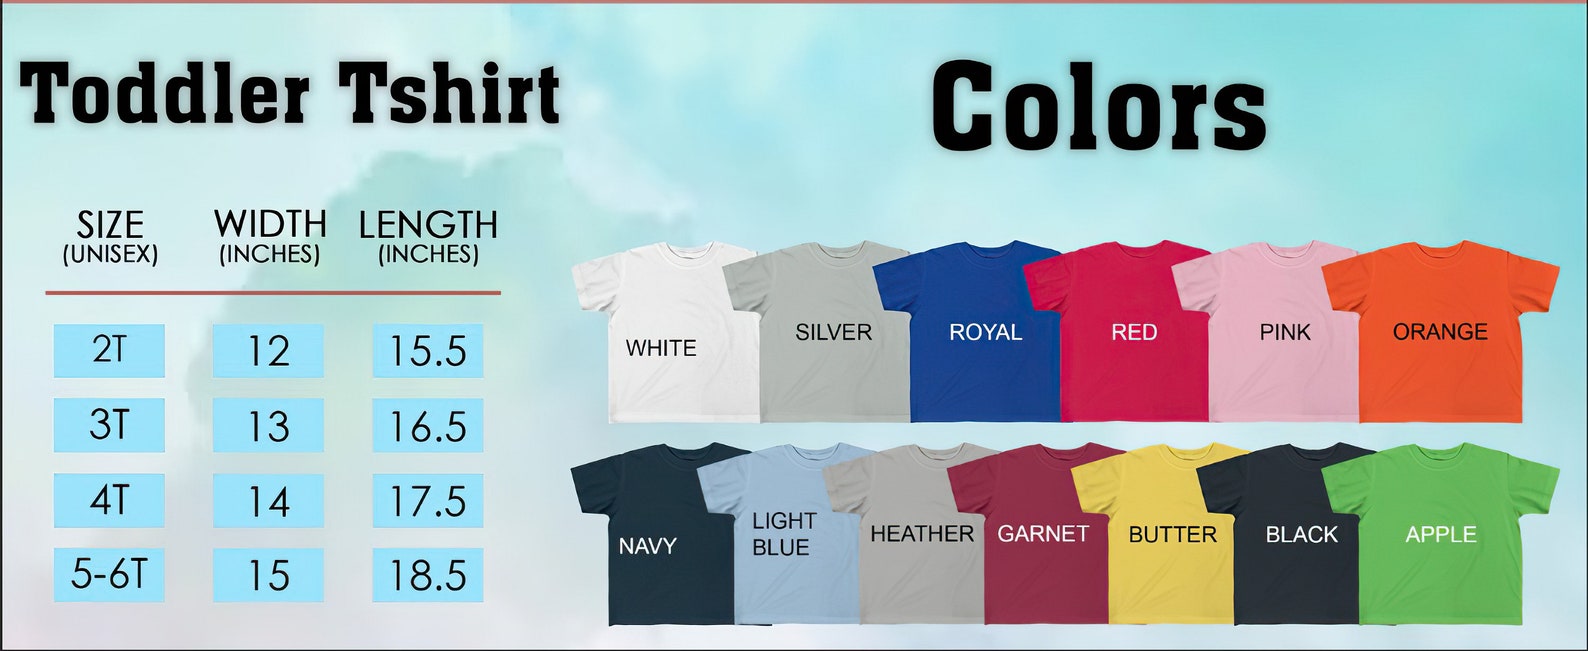 Toddler Tshirt
SIZE WIDTH LENGTH
(UNISEX) (INCHES) (INCHES)
2T 12 15.5
3T 13 16.5
4T 14 17.5
5-6T 15 18.5
Colors
WHITE SILVER ROYAL RED PINK ORANGE
NAVY
LIGHT
BLUE
HEATHER GARNET BUTTER BLACK APPLE